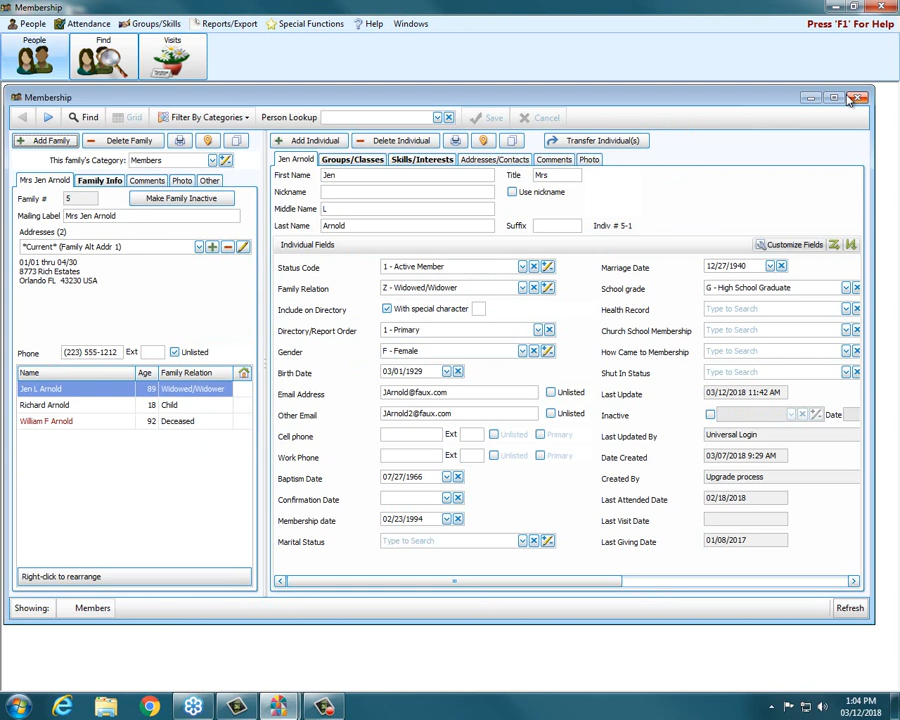 Membership
People Attendance Groups/Skills Reports/Export Special Functions Help Windows Press 'F1' For Help
People Find Visits
Membership
Find Grid Filter By Categories Person Lookup Save Cancel
Add Family Delete Family Add Individual Delete Individual Transfer Individual(s)
This family's Category: Members
Jen Arnold Groups/Classes Skills/Interests Addresses/Contacts Comments Photo
Mrs Jen Arnold Family Info Comments Photo Other
First Name Jen Title Mrs
Nickname Use nickname
Middle Name L
Last Name Arnold Suffix Indiv # 5-1
Family # 5 Make Family Inactive
Mailing Label Mrs Jen Arnold
Addresses (2)
*Current* (Family Alt Addr 1)
01/01 thru 04/30
8773 Rich Estates
Orlando FL 43230 USA
Phone (223) 555-1212 Ext Unlisted
Name Age Family Relation
Jen L Arnold 89 Widowed/Widower
Richard Arnold 18 Child
William F Arnold 92 Deceased
Right-click to rearrange
Individual Fields Customize Fields
Status Code 1 - Active Member Marriage Date 12/27/1940
Family Relation Z - Widowed/Widower School grade G - High School Graduate
Include on Directory With special character Health Record Type to Search
Directory/Report Order 1 - Primary Church School Membership Type to Search
Gender F - Female How Came to Membership Type to Search
Birth Date 03/01/1929 Shut In Status Type to Search
Email Address JArnold@faux.com Unlisted Last Update 03/12/2018 11:42 AM
Other Email JArnold2@faux.com Unlisted Inactive Date
Cell phone Ext Unlisted Primary Last Updated By Universal Login
Work Phone Ext Unlisted Primary Date Created 03/07/2018 9:29 AM
Baptism Date 07/27/1966 Created By Upgrade process
Confirmation Date Last Attended Date 02/18/2018
Membership date 02/23/1994 Last Visit Date
Marital Status Type to Search Last Giving Date 01/08/2017
Showing: Members Refresh
1:04 PM
03/12/2018